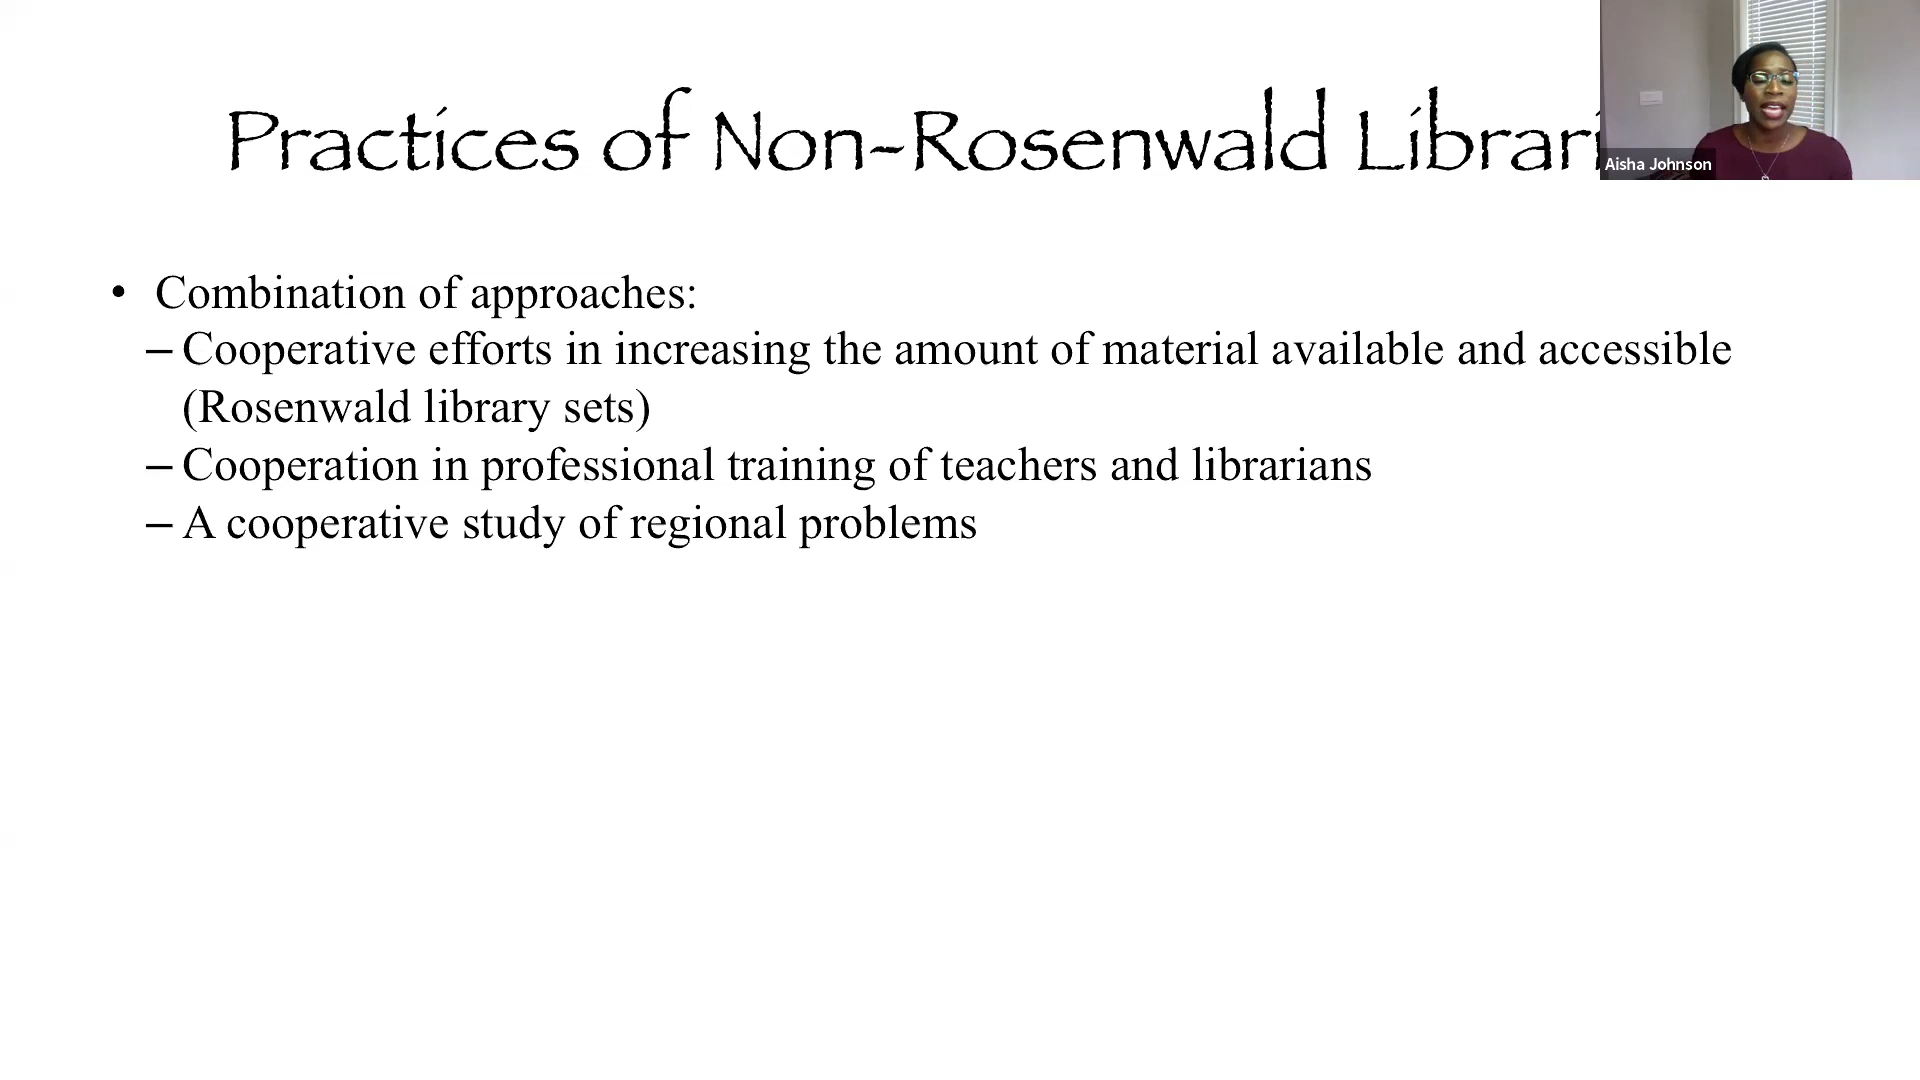 Practices of Non-Rosenwald Librari
Aisha Johnson
• Combination of approaches:
– Cooperative efforts in increasing the amount of material available and accessible
(Rosenwald library sets)
– Cooperation in professional training of teachers and librarians
– A cooperative study of regional problems